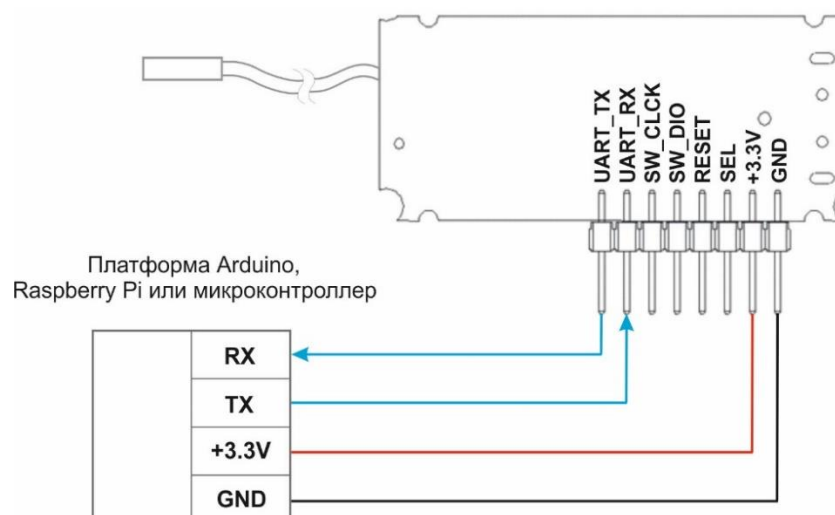 UART_TX
UART_RX
SW_CLCK
SW_DIO
RESET
SEL
+3.3V
GND
Платформа Arduino,
Raspberry Pi или микроконтроллер
RX
TX
+3.3V
GND